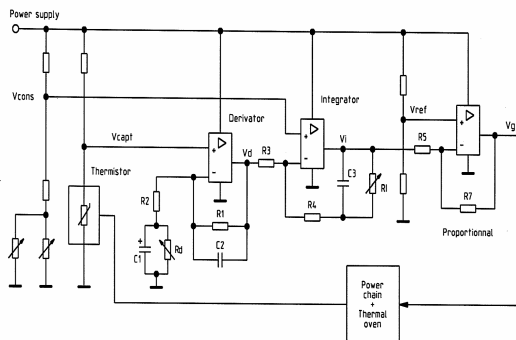 Power supply
Vcons
Vcapt
Derivator
Integrator
Vref
Vg
Thermistor
Vd
R3
Vi
R5
R2
R1
C2
R4
C3
Ri
R7
Proportionnal
+
C1
Rd
Power
chain
+
Thermal
oven